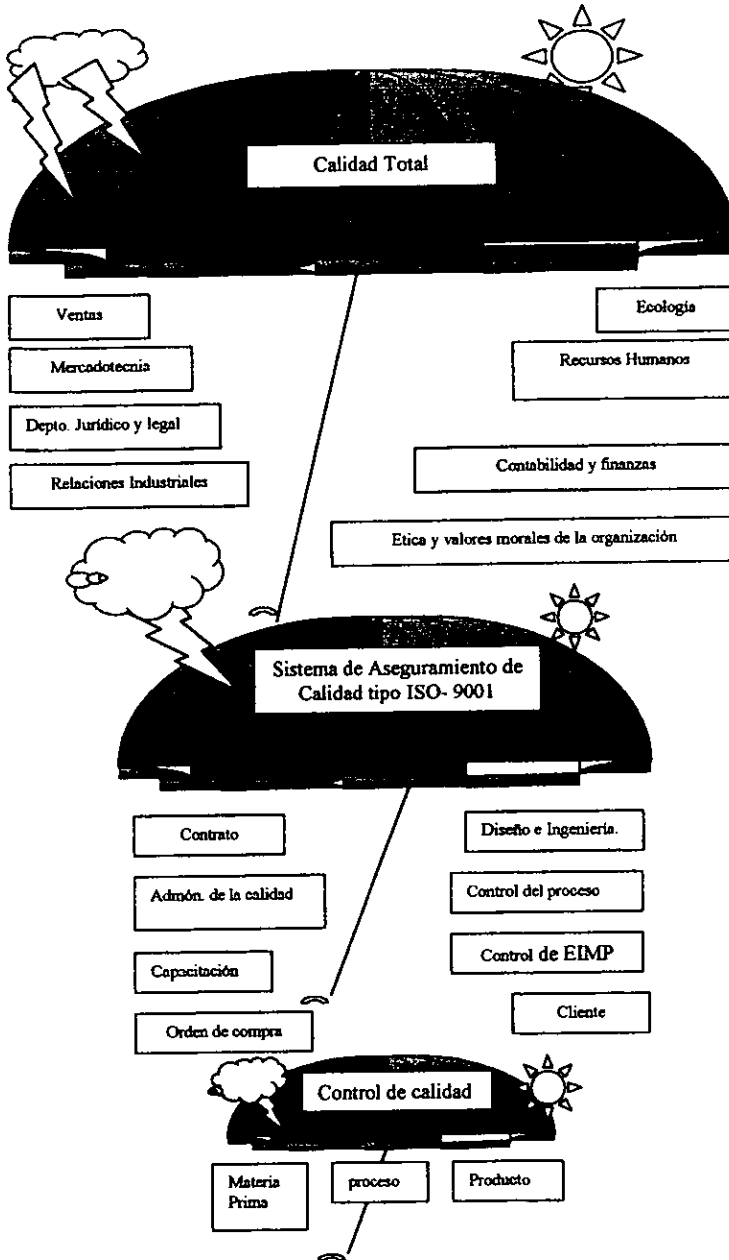 Calidad Total
Ventas
Ecología
Mercadotecnia
Recursos Humanos
Depto. Jurídico y legal
Contabilidad y finanzas
Relaciones Industriales
Etica y valores morales de la organización
Sistema de Aseguramiento de
Calidad tipo ISO- 9001
Contrato
Diseño e Ingeniería.
Admón. de la calidad
Control del proceso
Capacitación
Control de EIMP
Cliente
Orden de compra
Control de calidad
Materia
Prima
proceso
Producto